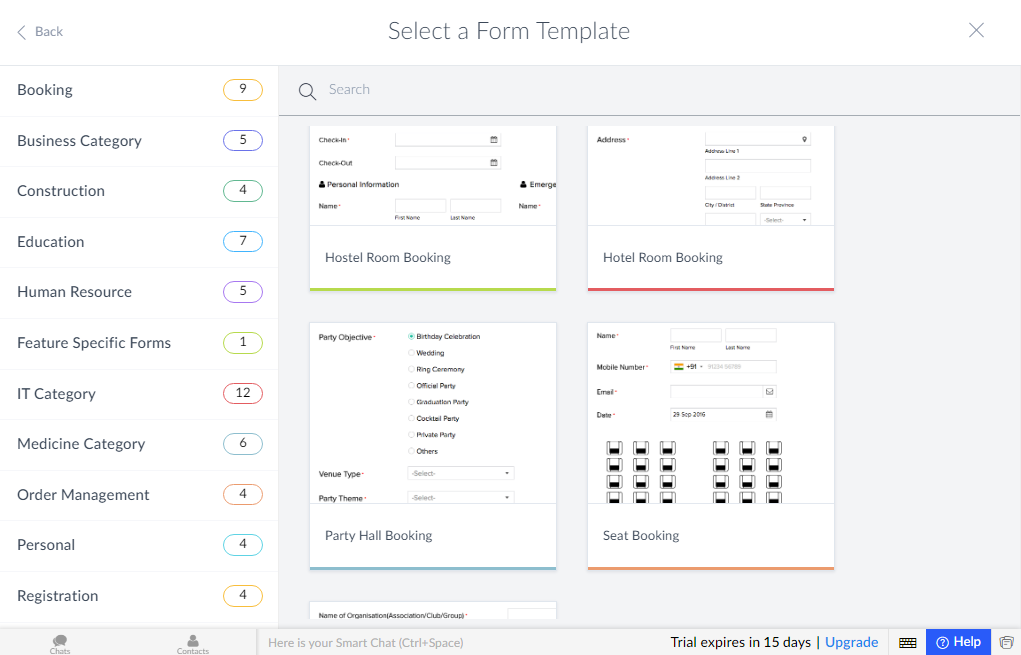 Back
Select a Form Template
Booking 9
Business Category 5
Construction 4
Education 7
Human Resource 5
Feature Specific Forms 1
IT Category 12
Medicine Category 6
Order Management 4
Personal 4
Registration 4
Search
Check-In *
Check-Out
Personal Information Emerge
Name * Name *
First Name Last Name
Hostel Room Booking
Address *
Address Line 1
Address Line 2
City / District State Province
-Select-
Hotel Room Booking
Party Objective * Birthday Celebration
Wedding
Ring Ceremony
Official Party
Graduation Party
Cocktail Party
Private Party
Others
Venue Type * -Select-
Party Theme * -Select-
Party Hall Booking
Name *
First Name Last Name
Mobile Number * +91 91234 56789
Email *
Date * 29 Sep 2016
Seat Booking
Name of Organisation(Association/Club/Group) *
Chats
Contacts
Here is your Smart Chat (Ctrl+Space)
Trial expires in 15 days | Upgrade
Help